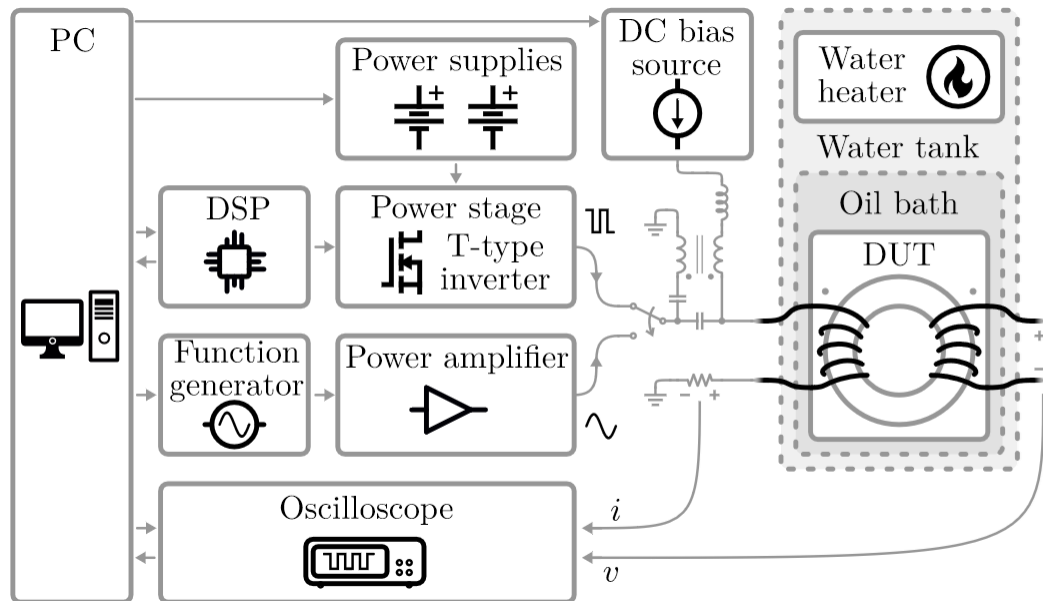 PC
Power supplies
+ +
DC bias
source
Water
heater
Water tank
Oil bath
DUT
DSP
Power stage
T-type
inverter
Function
generator
Power amplifier
− +
+
−
Oscilloscope
i
v